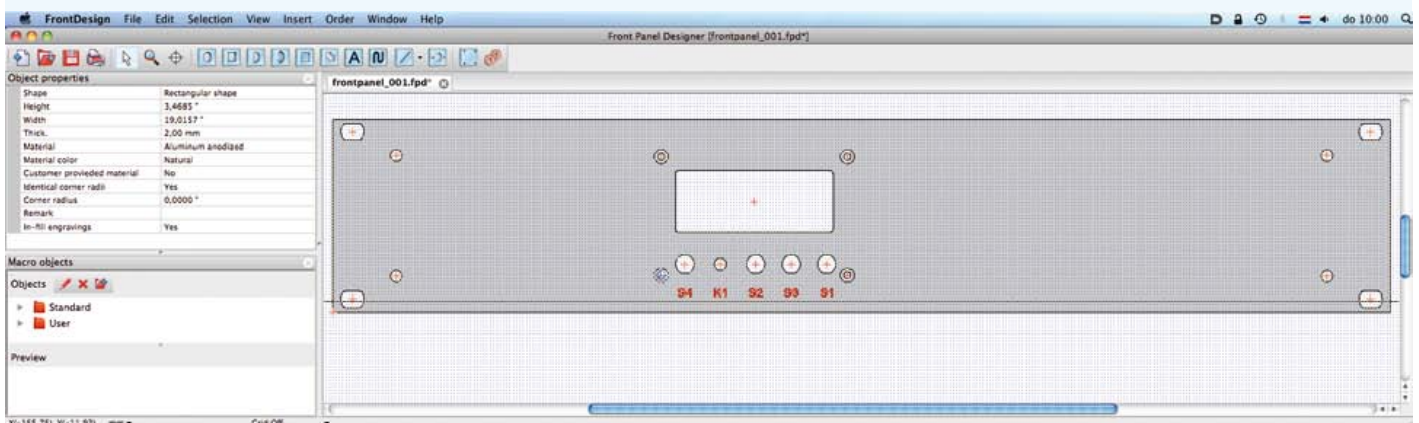 FrontDesign File Edit Selection View Insert Order Window Help
do 10:00
Front Panel Designer [frontpanel_001.fpd*]
Object properties
frontpanel_001.fpd*
Shape Rectangular shape
Height 3,4685 "
Width 19,0157 "
Thick. 2,00 mm
Material Aluminum anodized
Material color Natural
Customer provieded material No
Identical corner radii Yes
Corner radius 0,0000 "
Remark
In-fill engravings Yes
Macro objects
Objects
Standard
User
Preview
S4 K1 S2 S3 S1
mm
Grid:Off